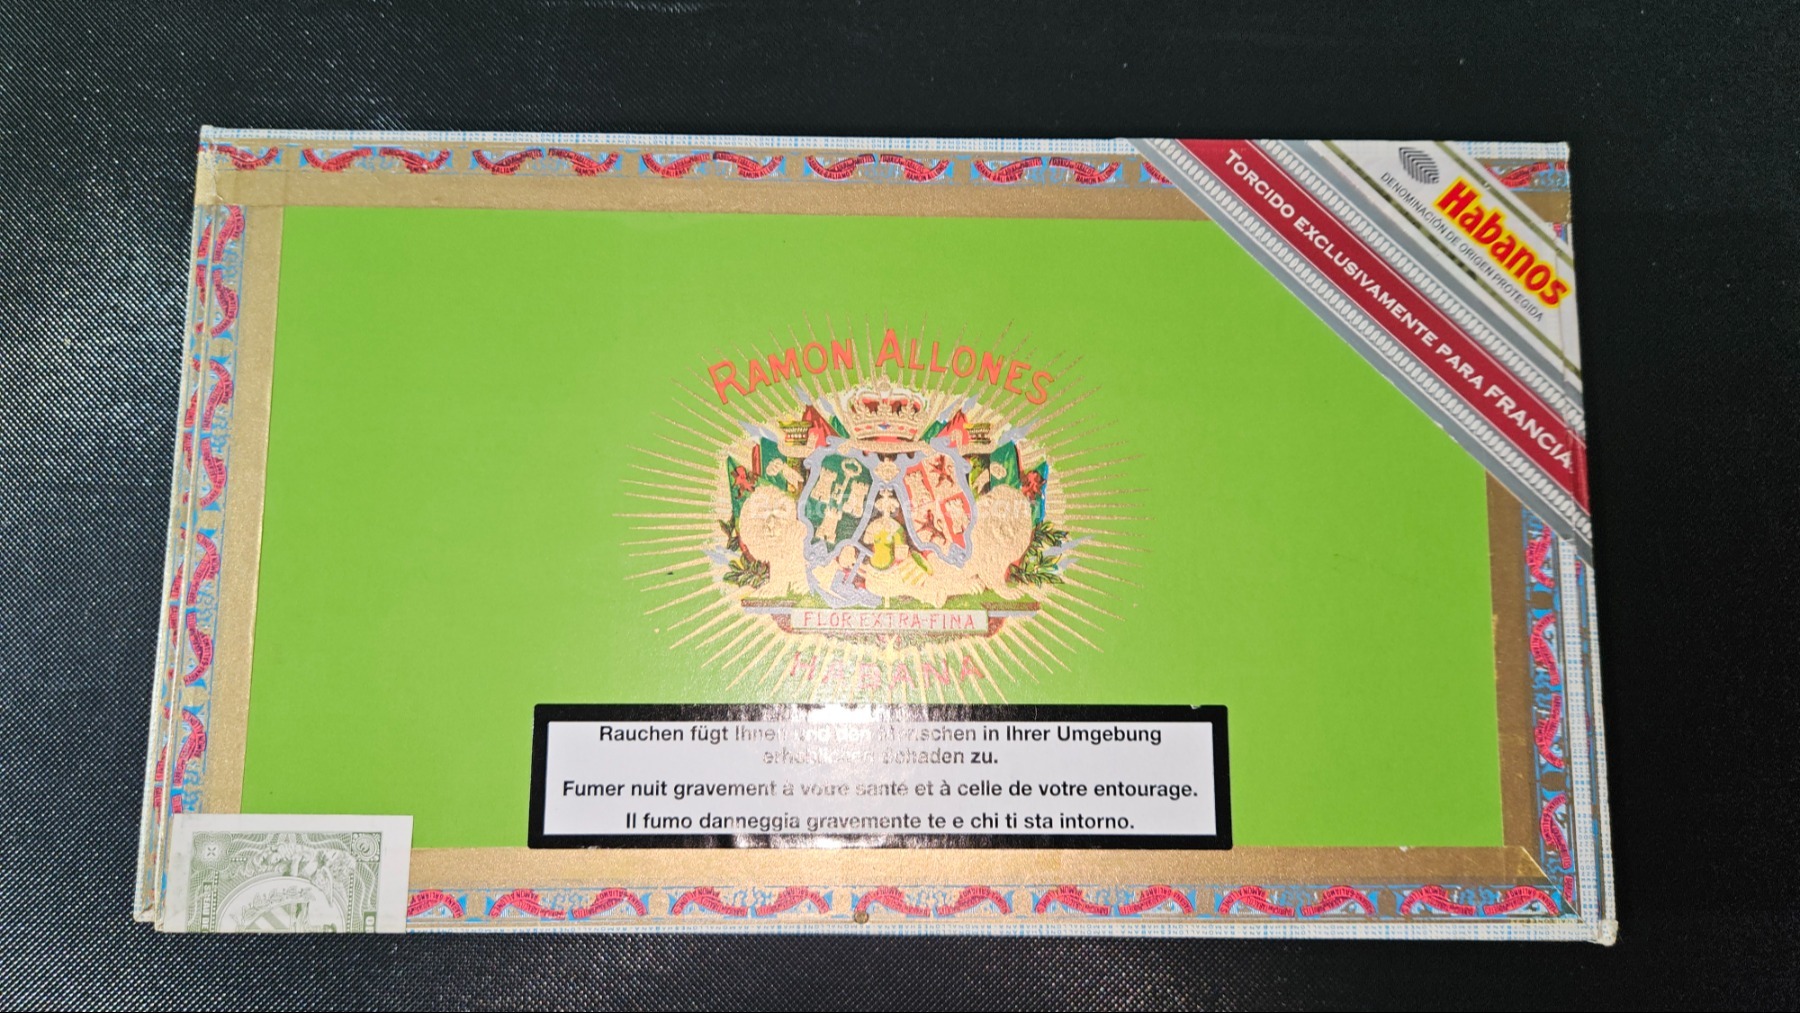 Habanos
DENOMINACIÓN DE ORIGEN PROTEGIDA
TORCIDO EXCLUSIVAMENTE PARA FRANCIA
RAMON ALLONES
FLOR EXTRA-FINA
HABANA
Rauchen fügt Ihnen und den Menschen in Ihrer Umgebung
erheblichen Schaden zu.
Fumer nuit gravement à votre santé et à celle de votre entourage.
Il fumo danneggia gravemente te e chi ti sta intorno.